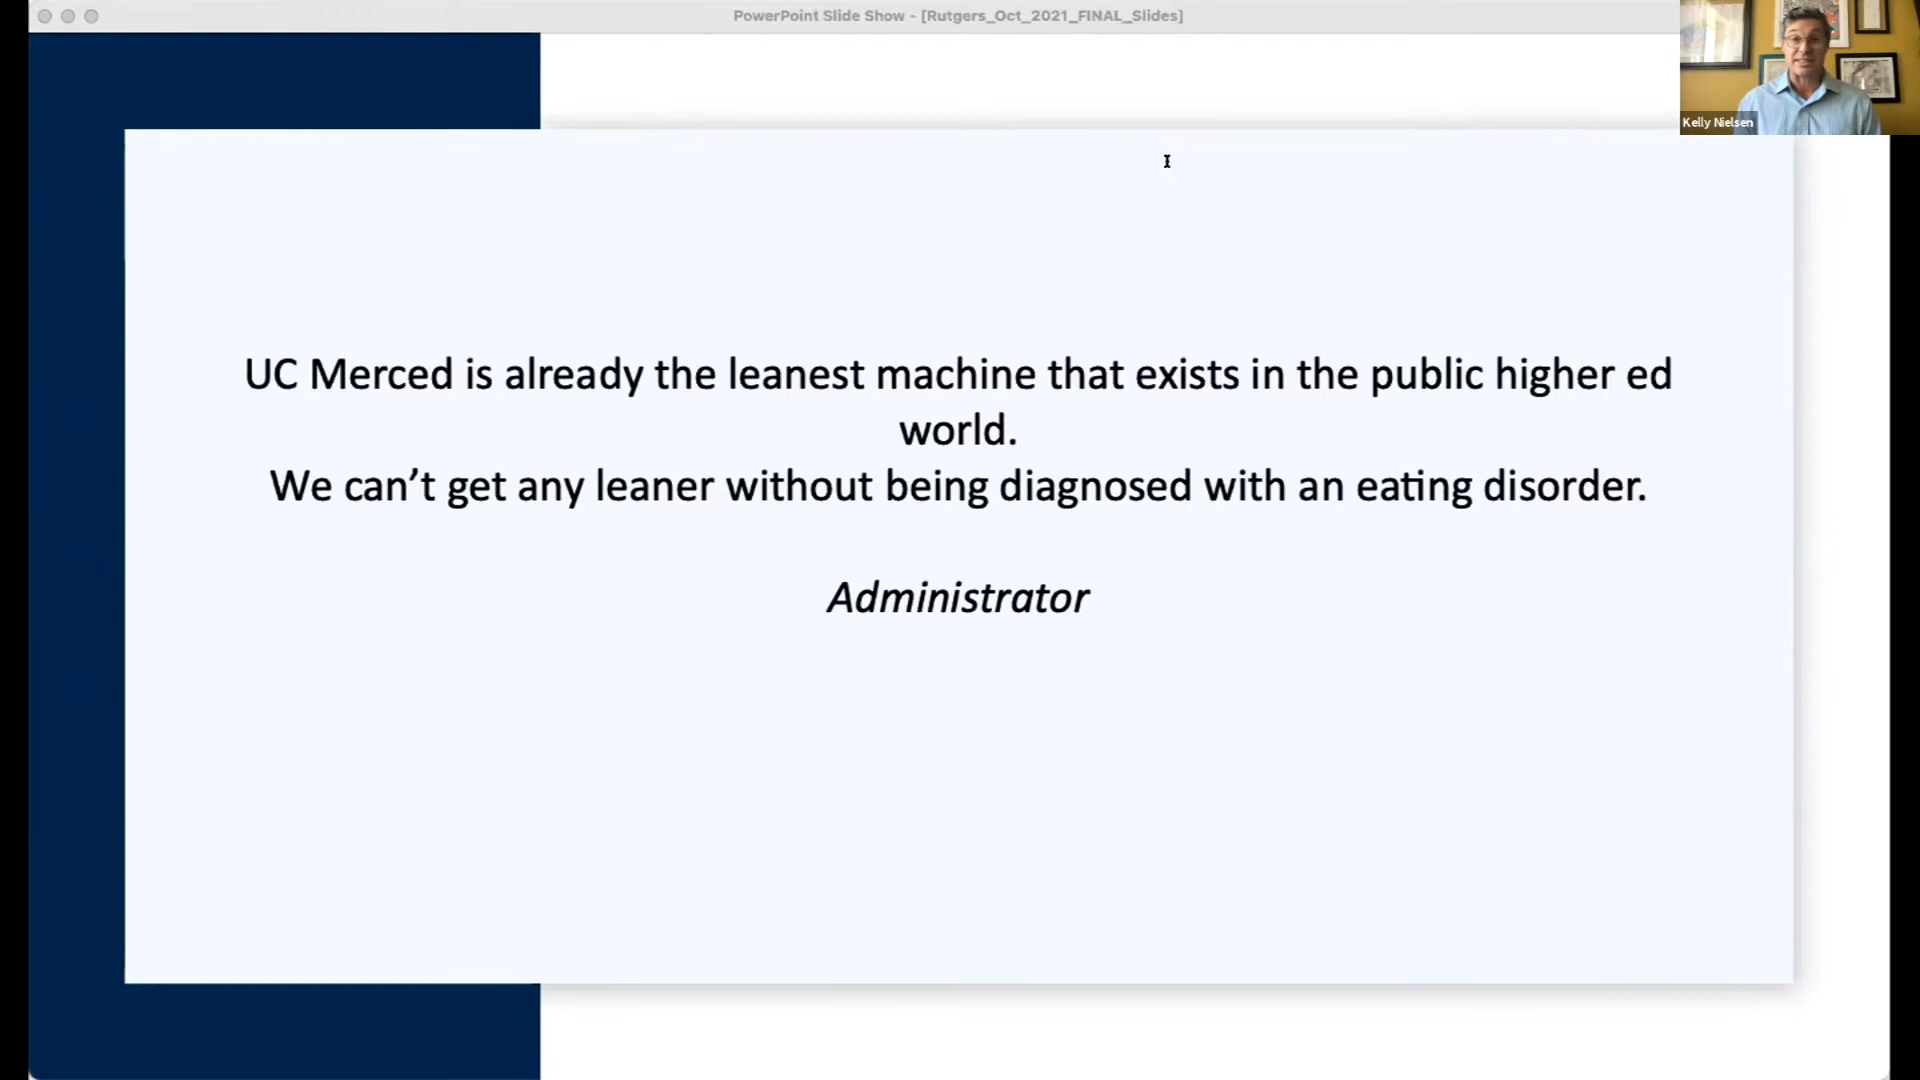 PowerPoint Slide Show - [Rutgers_Oct_2021_FINAL_Slides]
Kelly Nielsen
UC Merced is already the leanest machine that exists in the public higher ed
world.
We can’t get any leaner without being diagnosed with an eating disorder.
Administrator